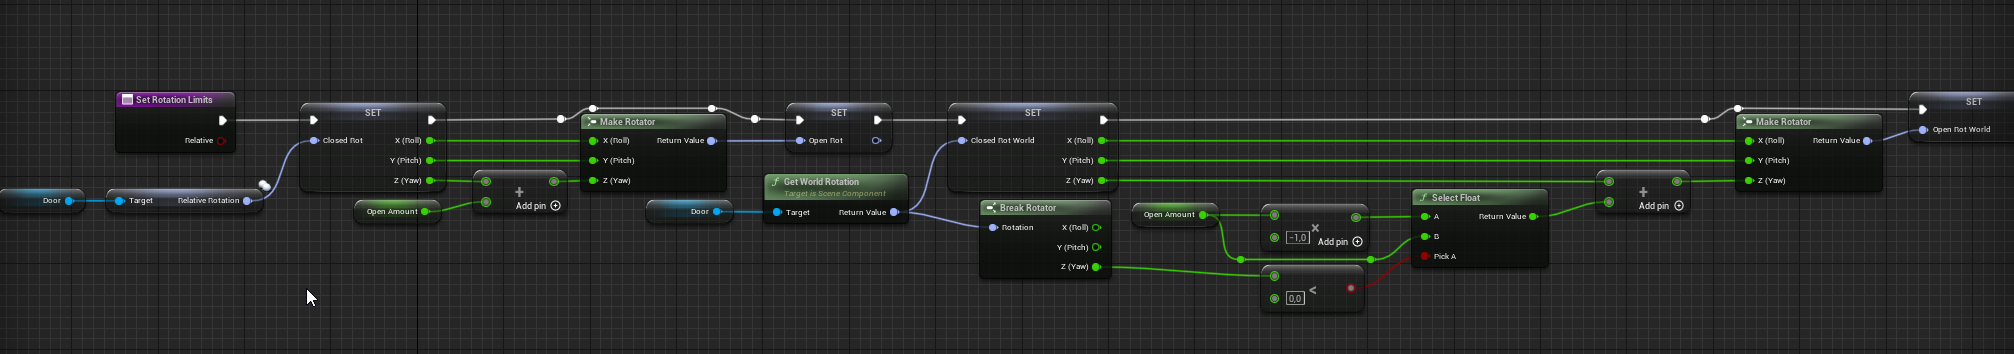 Set Rotation Limits
Relative
Door
Target Relative Rotation
SET
Closed Rot X (Roll)
Y (Pitch)
Z (Yaw)
Open Amount
+
Add pin
Make Rotator
X (Roll) Return Value
Y (Pitch)
Z (Yaw)
SET
Open Rot
Door
f Get World Rotation
Target is Scene Component
Target Return Value
SET
Closed Rot World X (Roll)
Y (Pitch)
Z (Yaw)
Break Rotator
Rotation X (Roll)
Y (Pitch)
Z (Yaw)
Open Amount
×
-1,0 Add pin
<
0,0
f Select Float
A Return Value
B
Pick A
+
Add pin
Make Rotator
X (Roll) Return Value
Y (Pitch)
Z (Yaw)
SET
Open Rot World